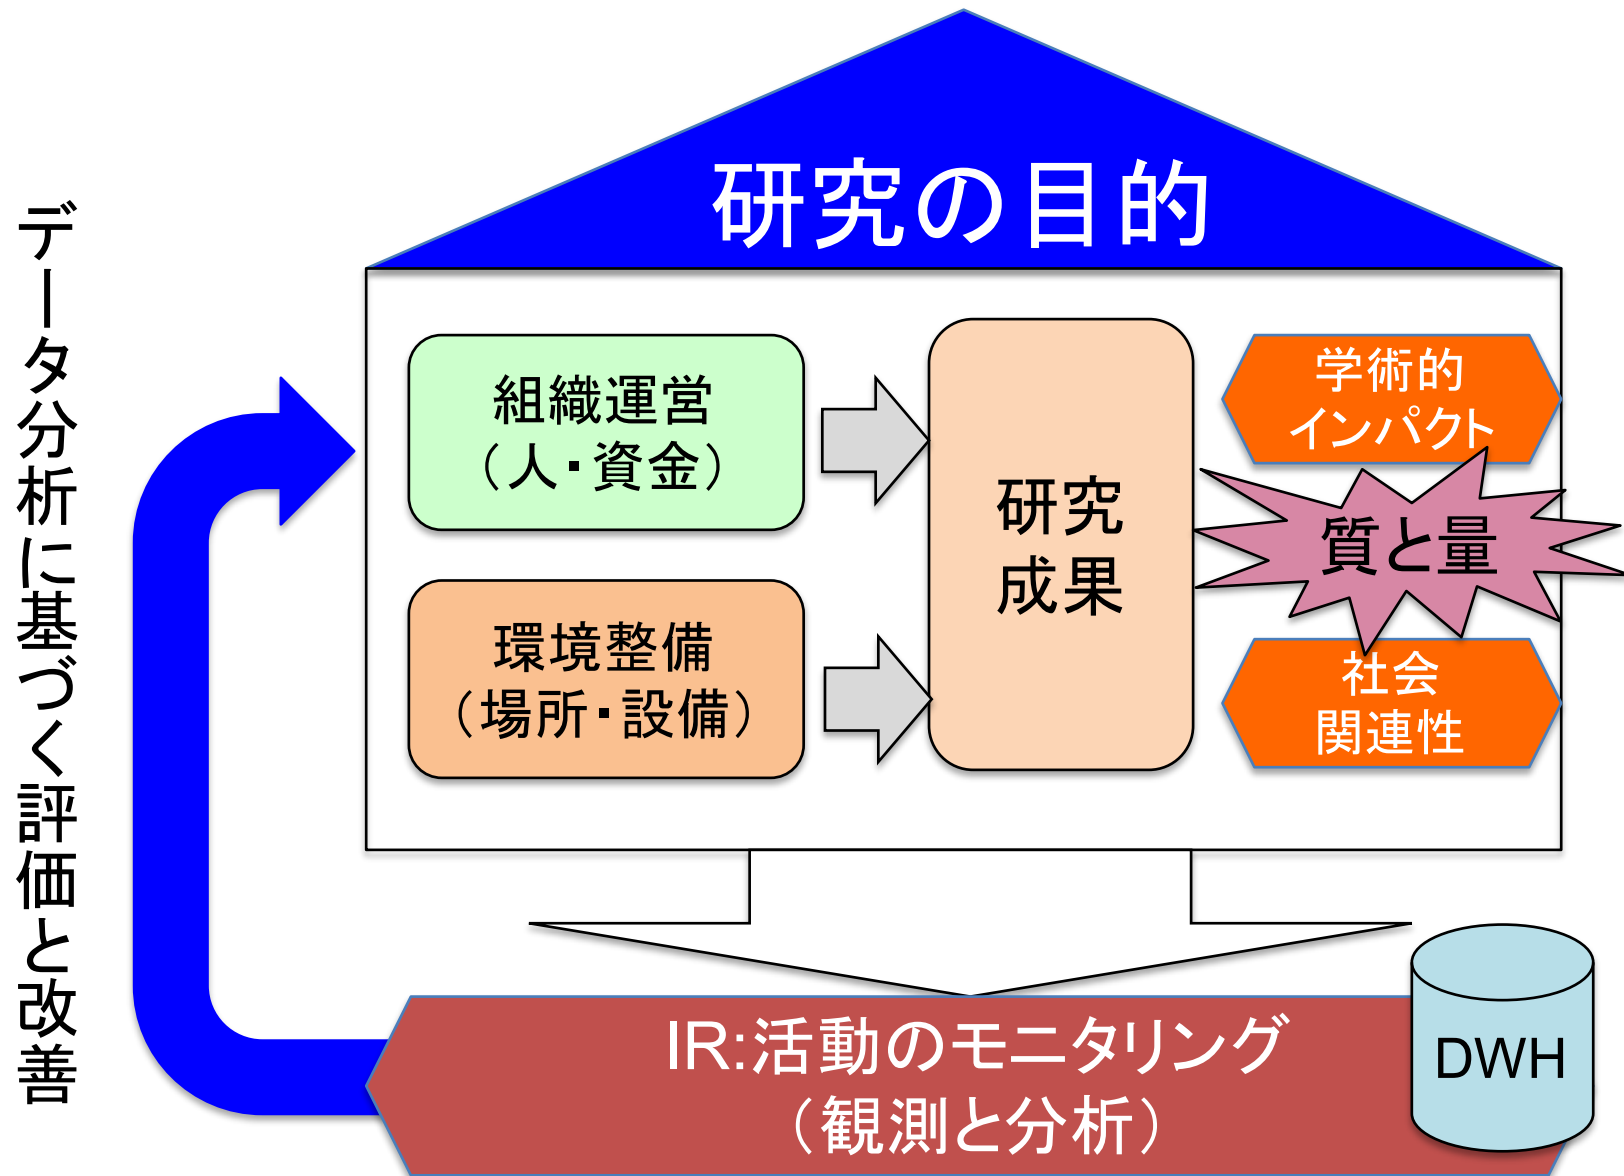 データ分析に基づく評価と改善
研究の目的
組織運営
（人・資金）
環境整備
（場所・設備）
研究
成果
学術的
インパクト
質と量
社会
関連性
IR:活動のモニタリング
（観測と分析）
DWH